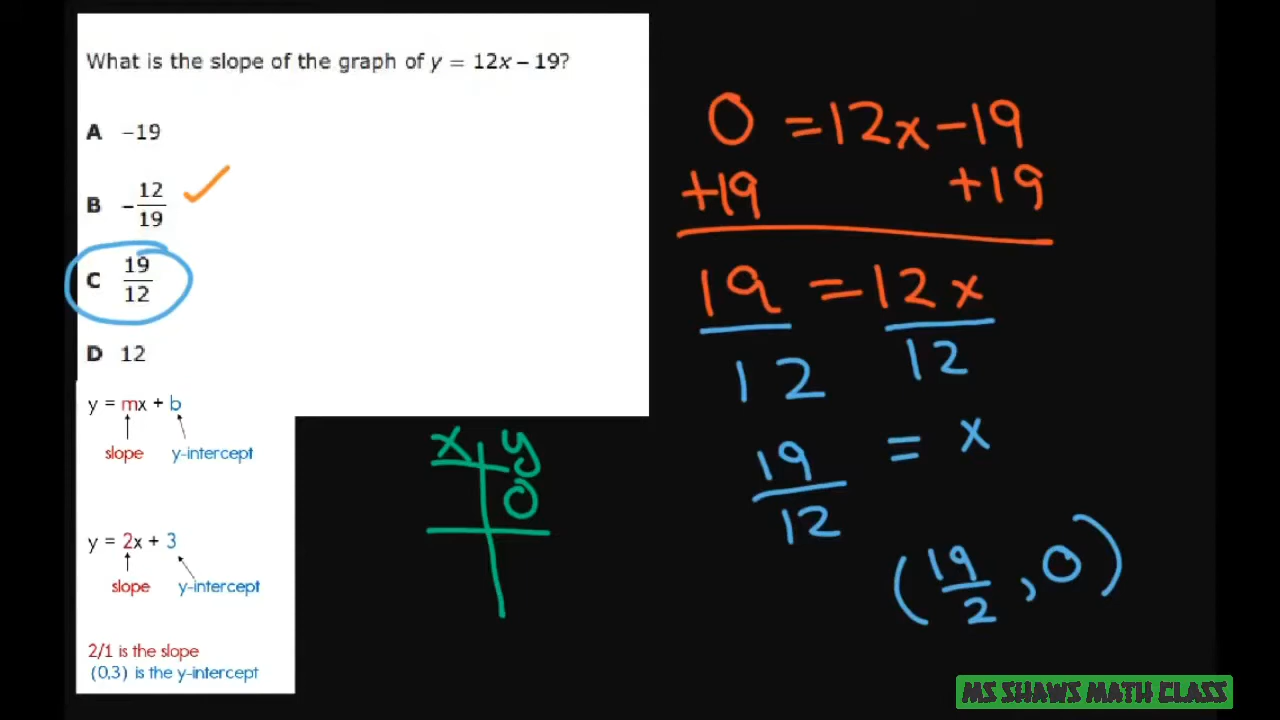 What is the slope of the graph of y = 12x – 19?
A –19
B –12/19 ✓
C 19/12
D 12
y = mx + b
slope y-intercept
y = 2x + 3
slope y-intercept
2/1 is the slope
(0,3) is the y-intercept
x y
0
0 = 12x – 19
+19 +19
19 = 12x
12 12
19/12 = x
(19/2, 0)
MS SHAWS MATH CLASS